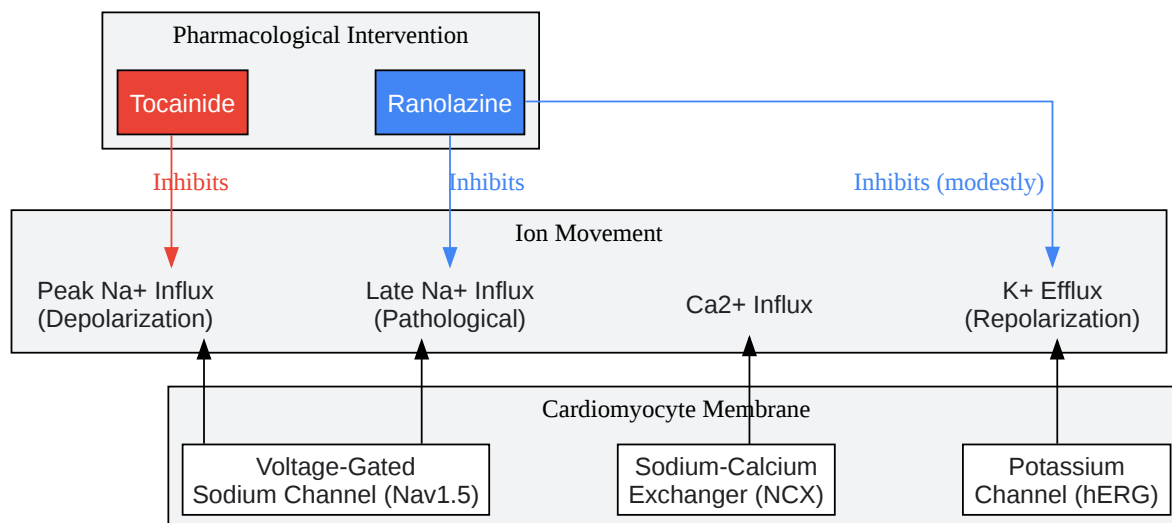 Pharmacological Intervention
Tocainide
Ranolazine
Inhibits
Inhibits
Inhibits (modestly)
Ion Movement
Peak Na+ Influx
(Depolarization)
Late Na+ Influx
(Pathological)
Ca2+ Influx
K+ Efflux
(Repolarization)
Cardiomyocyte Membrane
Voltage-Gated
Sodium Channel (Nav1.5)
Sodium-Calcium
Exchanger (NCX)
Potassium
Channel (hERG)